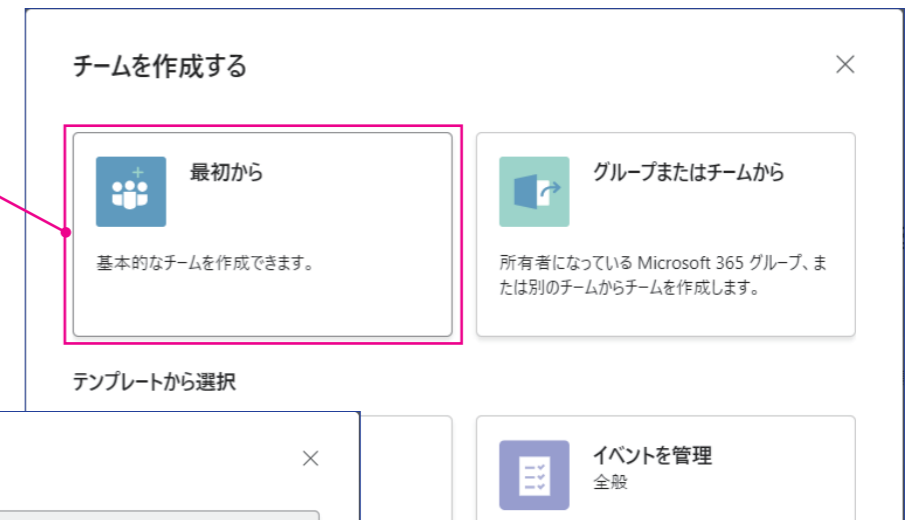 チームを作成する
最初から
基本的なチームを作成できます。
グループまたはチームから
所有者になっている Microsoft 365 グループ、ま
たは別のチームからチームを作成します。
テンプレートから選択
イベントを管理
全般